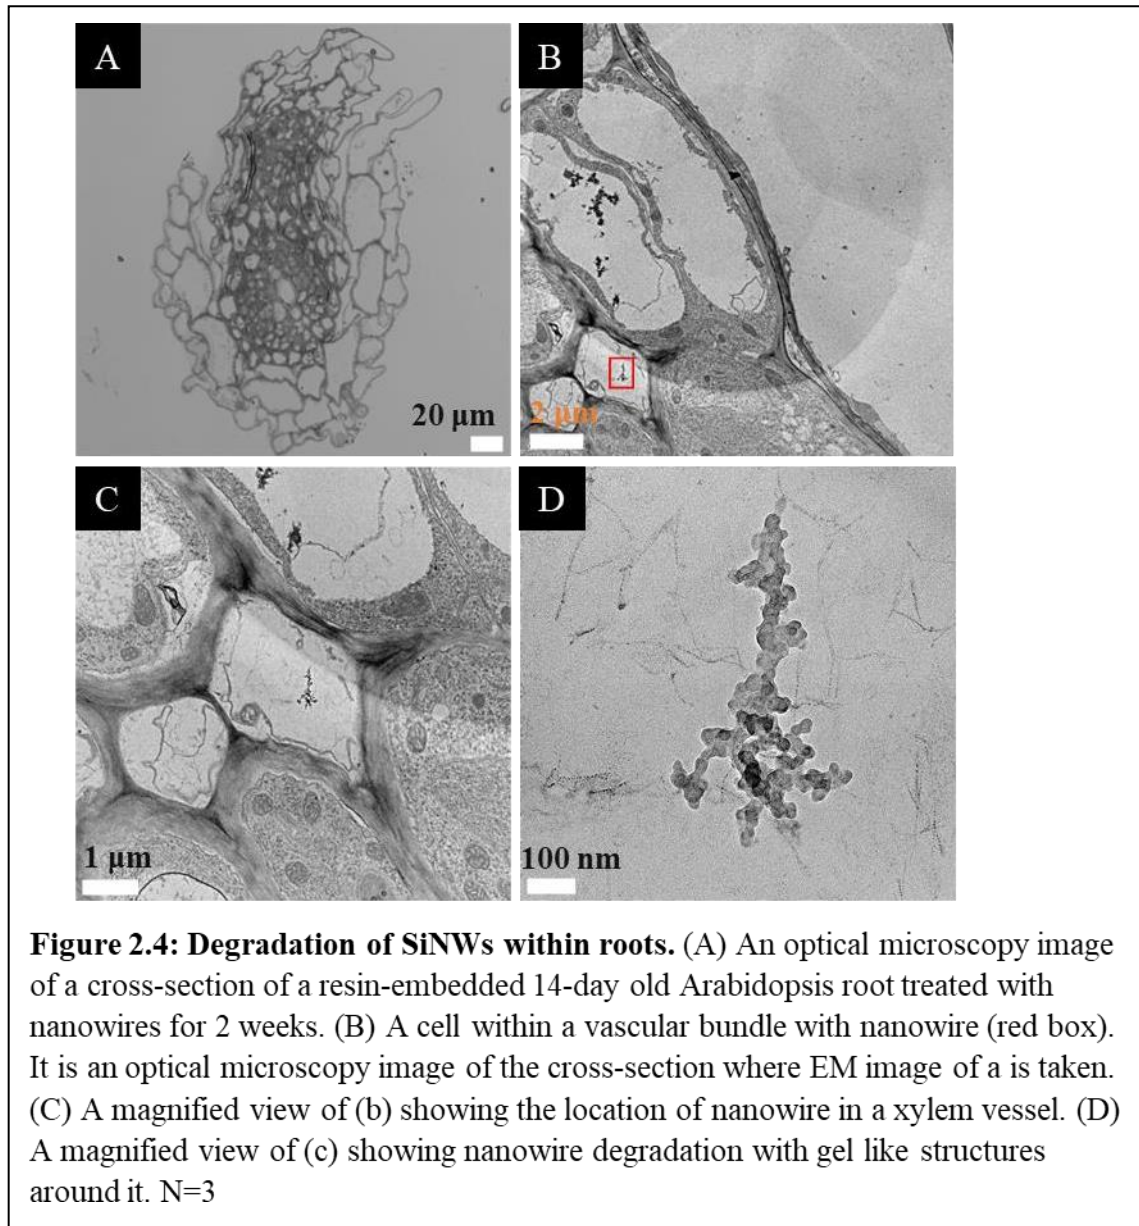 A
B
20 µm
2 µm
C
D
1 µm
100 nm
Figure 2.4: Degradation of SiNWs within roots. (A) An optical microscopy image
of a cross-section of a resin-embedded 14-day old Arabidopsis root treated with
nanowires for 2 weeks. (B) A cell within a vascular bundle with nanowire (red box).
It is an optical microscopy image of the cross-section where EM image of a is taken.
(C) A magnified view of (b) showing the location of nanowire in a xylem vessel. (D)
A magnified view of (c) showing nanowire degradation with gel like structures
around it. N=3